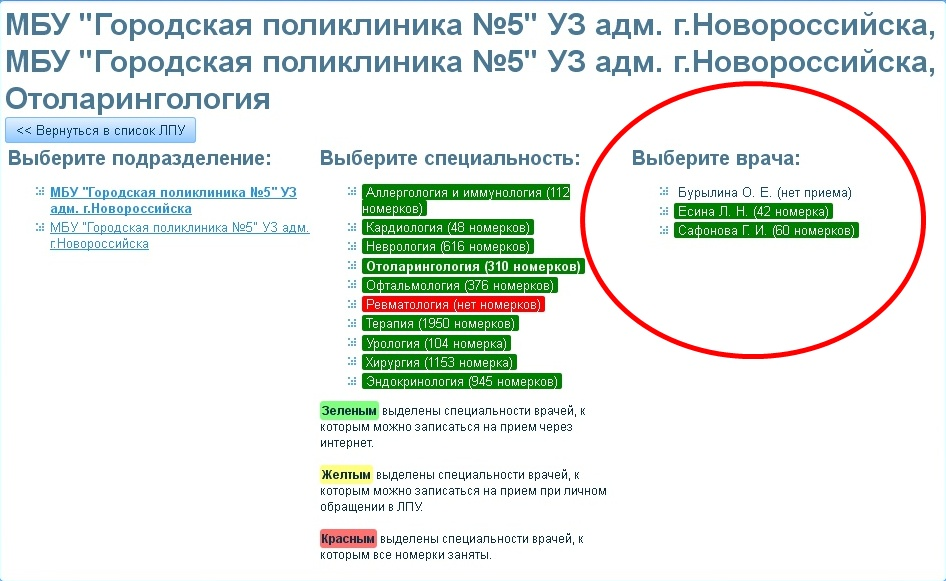 МБУ "Городская поликлиника №5" УЗ адм. г.Новороссийска,
МБУ "Городская поликлиника №5" УЗ адм. г.Новороссийска,
Отоларингология
<< Вернуться в список ЛПУ
Выберите подразделение:
МБУ "Городская поликлиника №5" УЗ
адм. г.Новороссийска
МБУ "Городская поликлиника №5" УЗ адм.
г.Новороссийска
Выберите специальность:
Аллергология и иммунология (112
номерков)
Кардиология (48 номерков)
Неврология (616 номерков)
Отоларингология (310 номерков)
Офтальмология (376 номерков)
Ревматология (нет номерков)
Терапия (1950 номерков)
Урология (104 номерка)
Хирургия (1153 номерка)
Эндокринология (945 номерков)
Зеленым выделены специальности врачей, к
которым можно записаться на прием через
интернет.
Желтым выделены специальности врачей, к
которым можно записаться на прием при личном
обращении в ЛПУ.
Красным выделены специальности врачей, к
которым все номерки заняты.
Выберите врача:
Бурылина О. Е. (нет приема)
Есина Л. Н. (42 номерка)
Сафонова Г. И. (60 номерков)